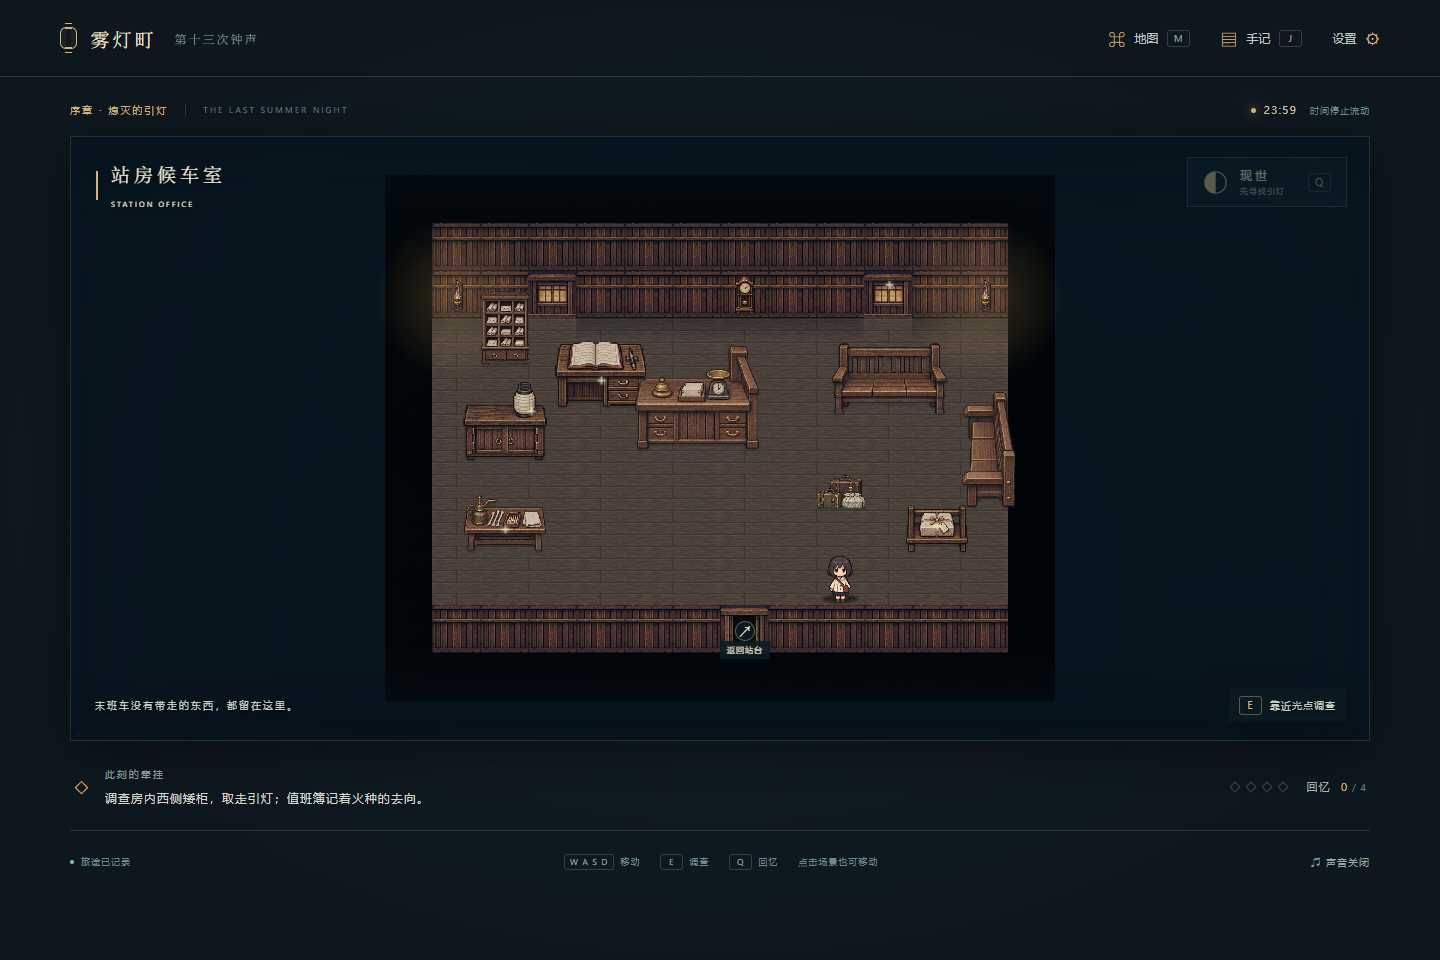 雾灯町 第十三次钟声
地图 M 手记 J 设置
序章 · 熄灭的引灯 THE LAST SUMMER NIGHT
23:59 时间停止流动
站房候车室
STATION OFFICE
现世 Q
先寻找引灯
返回站台
末班车没有带走的东西，都留在这里。
E 靠近光点调查
此刻的牵挂
调查房内西侧矮柜，取走引灯；值班簿记着火种的去向。
回忆 0 / 4
旅途已记录
WASD 移动 E 调查 Q 回忆 点击场景也可移动
声音关闭